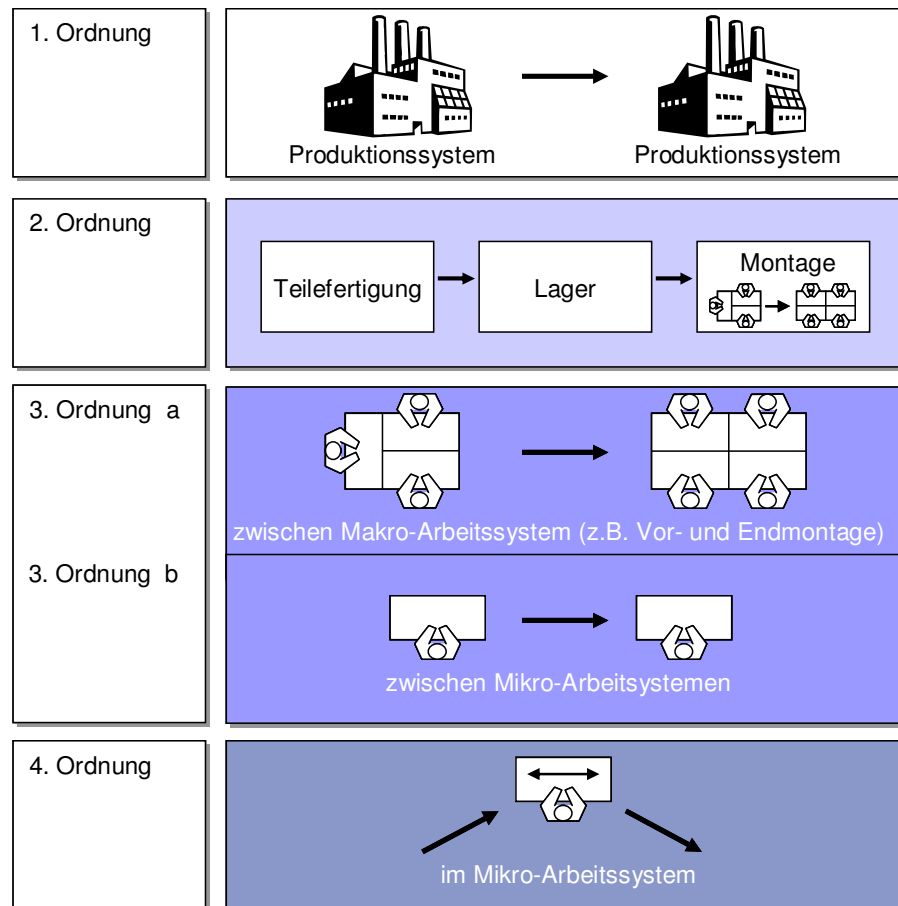 1. Ordnung
Produktionssystem Produktionssystem
2. Ordnung
Teilefertigung Lager Montage
3. Ordnung a
zwischen Makro-Arbeitssystem (z.B. Vor- und Endmontage)
3. Ordnung b
zwischen Mikro-Arbeitsystemen
4. Ordnung
im Mikro-Arbeitssystem